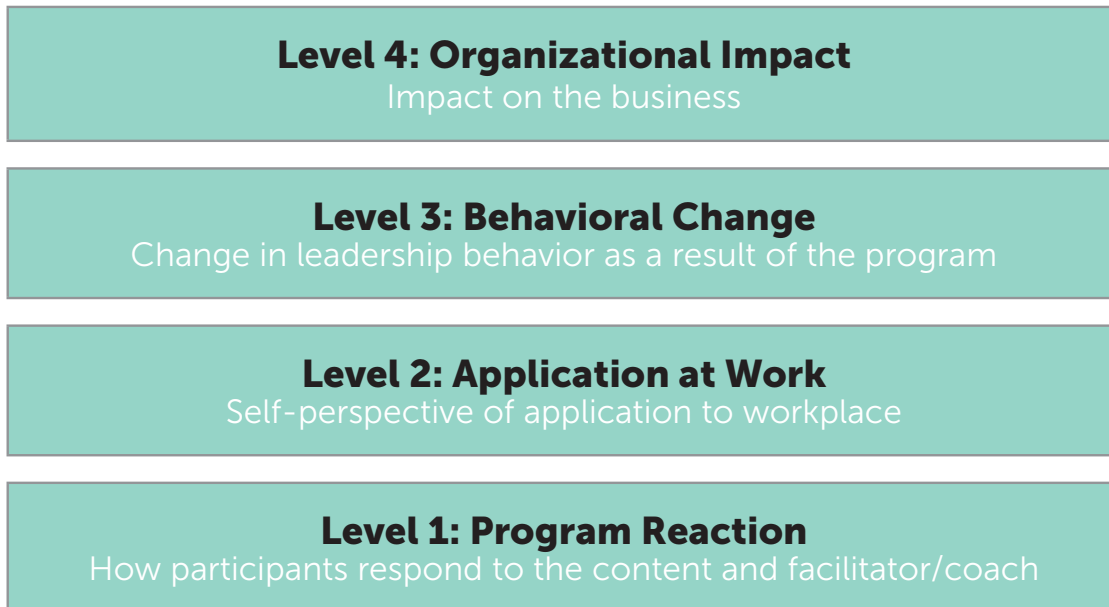 Level 4: Organizational Impact
Impact on the business
Level 3: Behavioral Change
Change in leadership behavior as a result of the program
Level 2: Application at Work
Self-perspective of application to workplace
Level 1: Program Reaction
How participants respond to the content and facilitator/coach